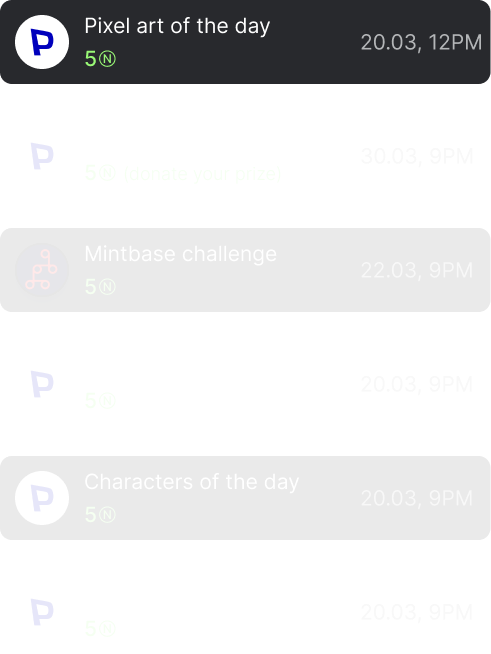 Pixel art of the day
5Ⓝ
20.03, 12PM
30.03, 9PM
5Ⓝ (donate your prize)
Mintbase challenge
5Ⓝ
22.03, 9PM
20.03, 9PM
5Ⓝ
Characters of the day
5Ⓝ
20.03, 9PM
20.03, 9PM
5Ⓝ